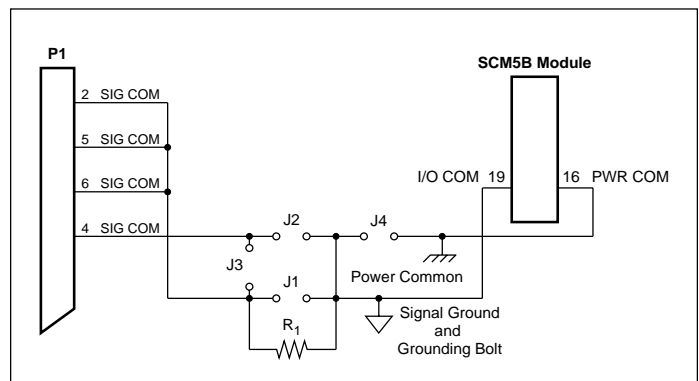 P1
SCM5B Module
2 SIG COM
5 SIG COM
6 SIG COM
4 SIG COM
I/O COM 19
16 PWR COM
J2
J4
J3
J1
Power Common
R1
Signal Ground
and
Grounding Bolt